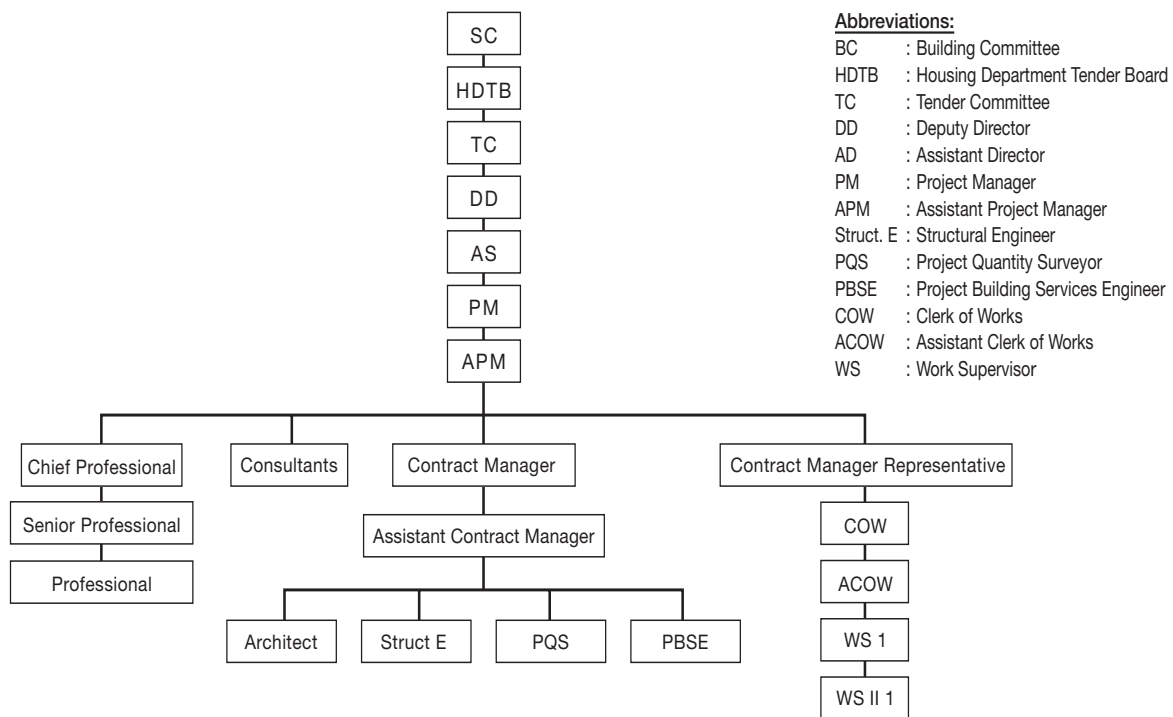 SC
HDTB
TC
DD
AS
PM
APM
Chief Professional
Consultants
Contract Manager
Contract Manager Representative
Senior Professional
Assistant Contract Manager
COW
Professional
ACOW
Architect
Struct E
PQS
PBSE
WS 1
WS II 1
Abbreviations:
BC : Building Committee
HDTB : Housing Department Tender Board
TC : Tender Committee
DD : Deputy Director
AD : Assistant Director
PM : Project Manager
APM : Assistant Project Manager
Struct. E : Structural Engineer
PQS : Project Quantity Surveyor
PBSE : Project Building Services Engineer
COW : Clerk of Works
ACOW : Assistant Clerk of Works
WS : Work Supervisor